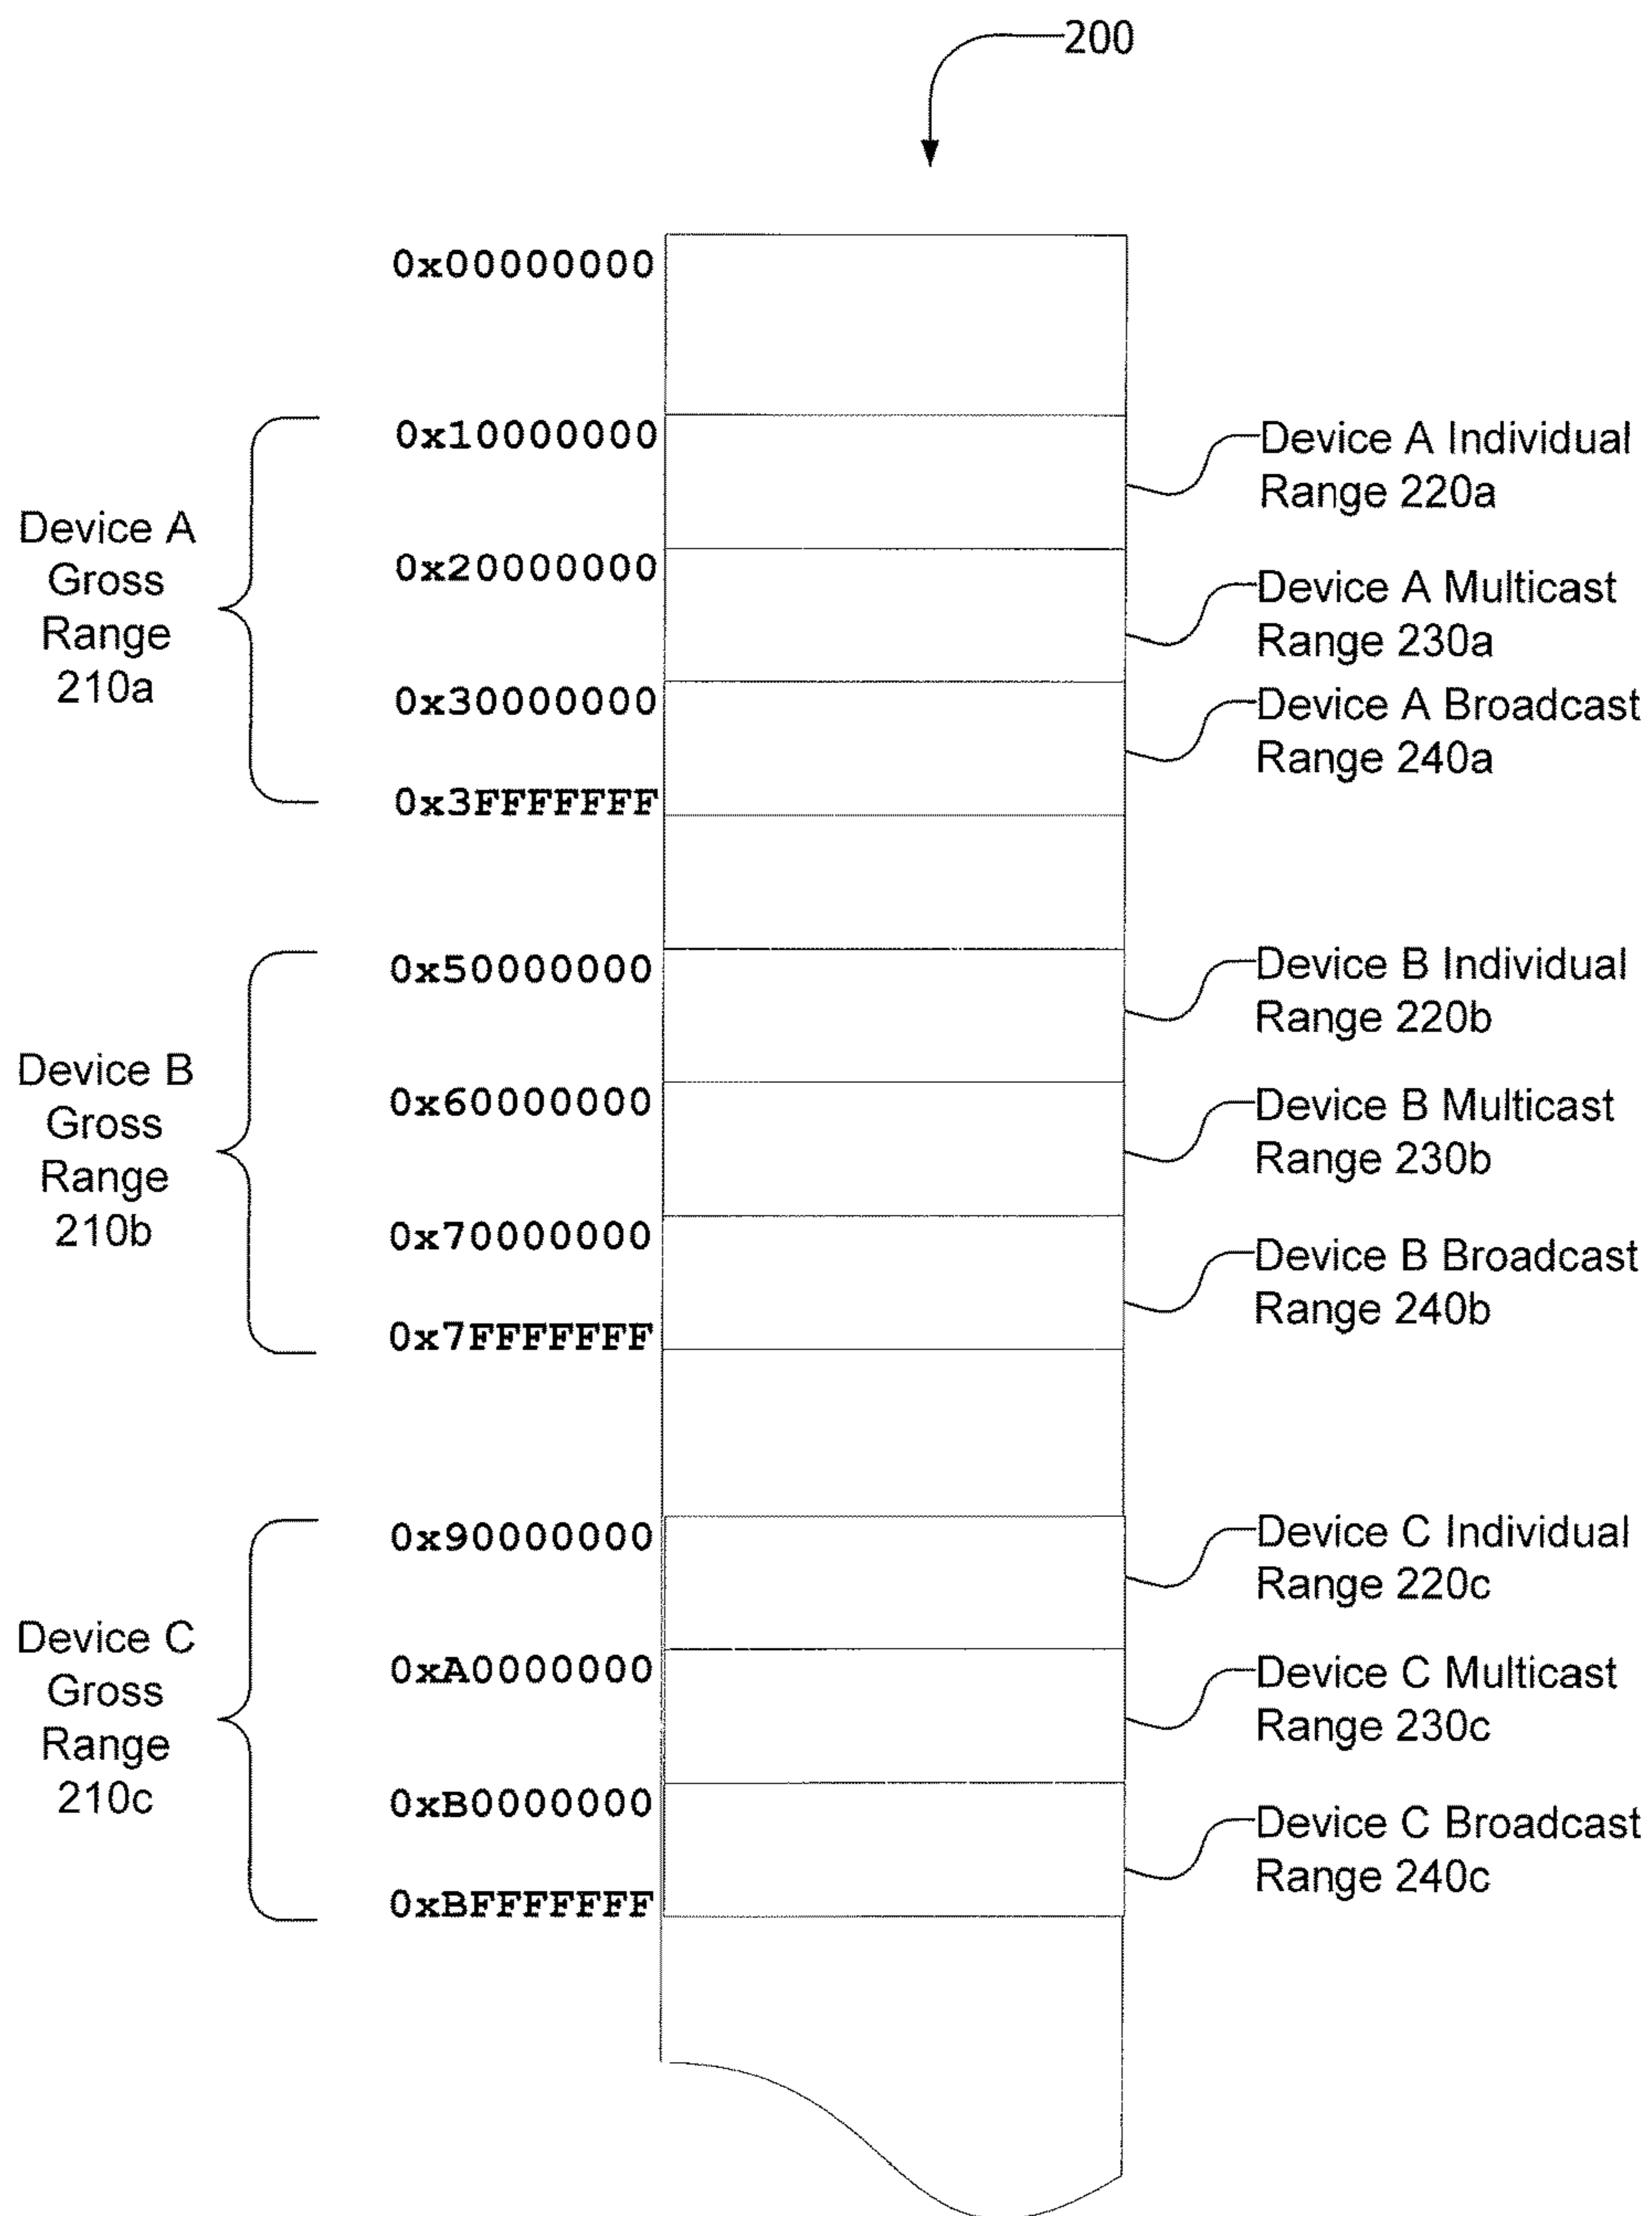 200
0x00000000
0x10000000
Device A Individual
Range 220a
Device A
Gross
Range
210a
0x20000000
Device A Multicast
Range 230a
0x30000000
Device A Broadcast
Range 240a
0x3FFFFFFF
0x50000000
Device B Individual
Range 220b
Device B
Gross
Range
210b
0x60000000
Device B Multicast
Range 230b
0x70000000
Device B Broadcast
Range 240b
0x7FFFFFFF
0x90000000
Device C Individual
Range 220c
Device C
Gross
Range
210c
0xA0000000
Device C Multicast
Range 230c
0xB0000000
Device C Broadcast
Range 240c
0xBFFFFFFF